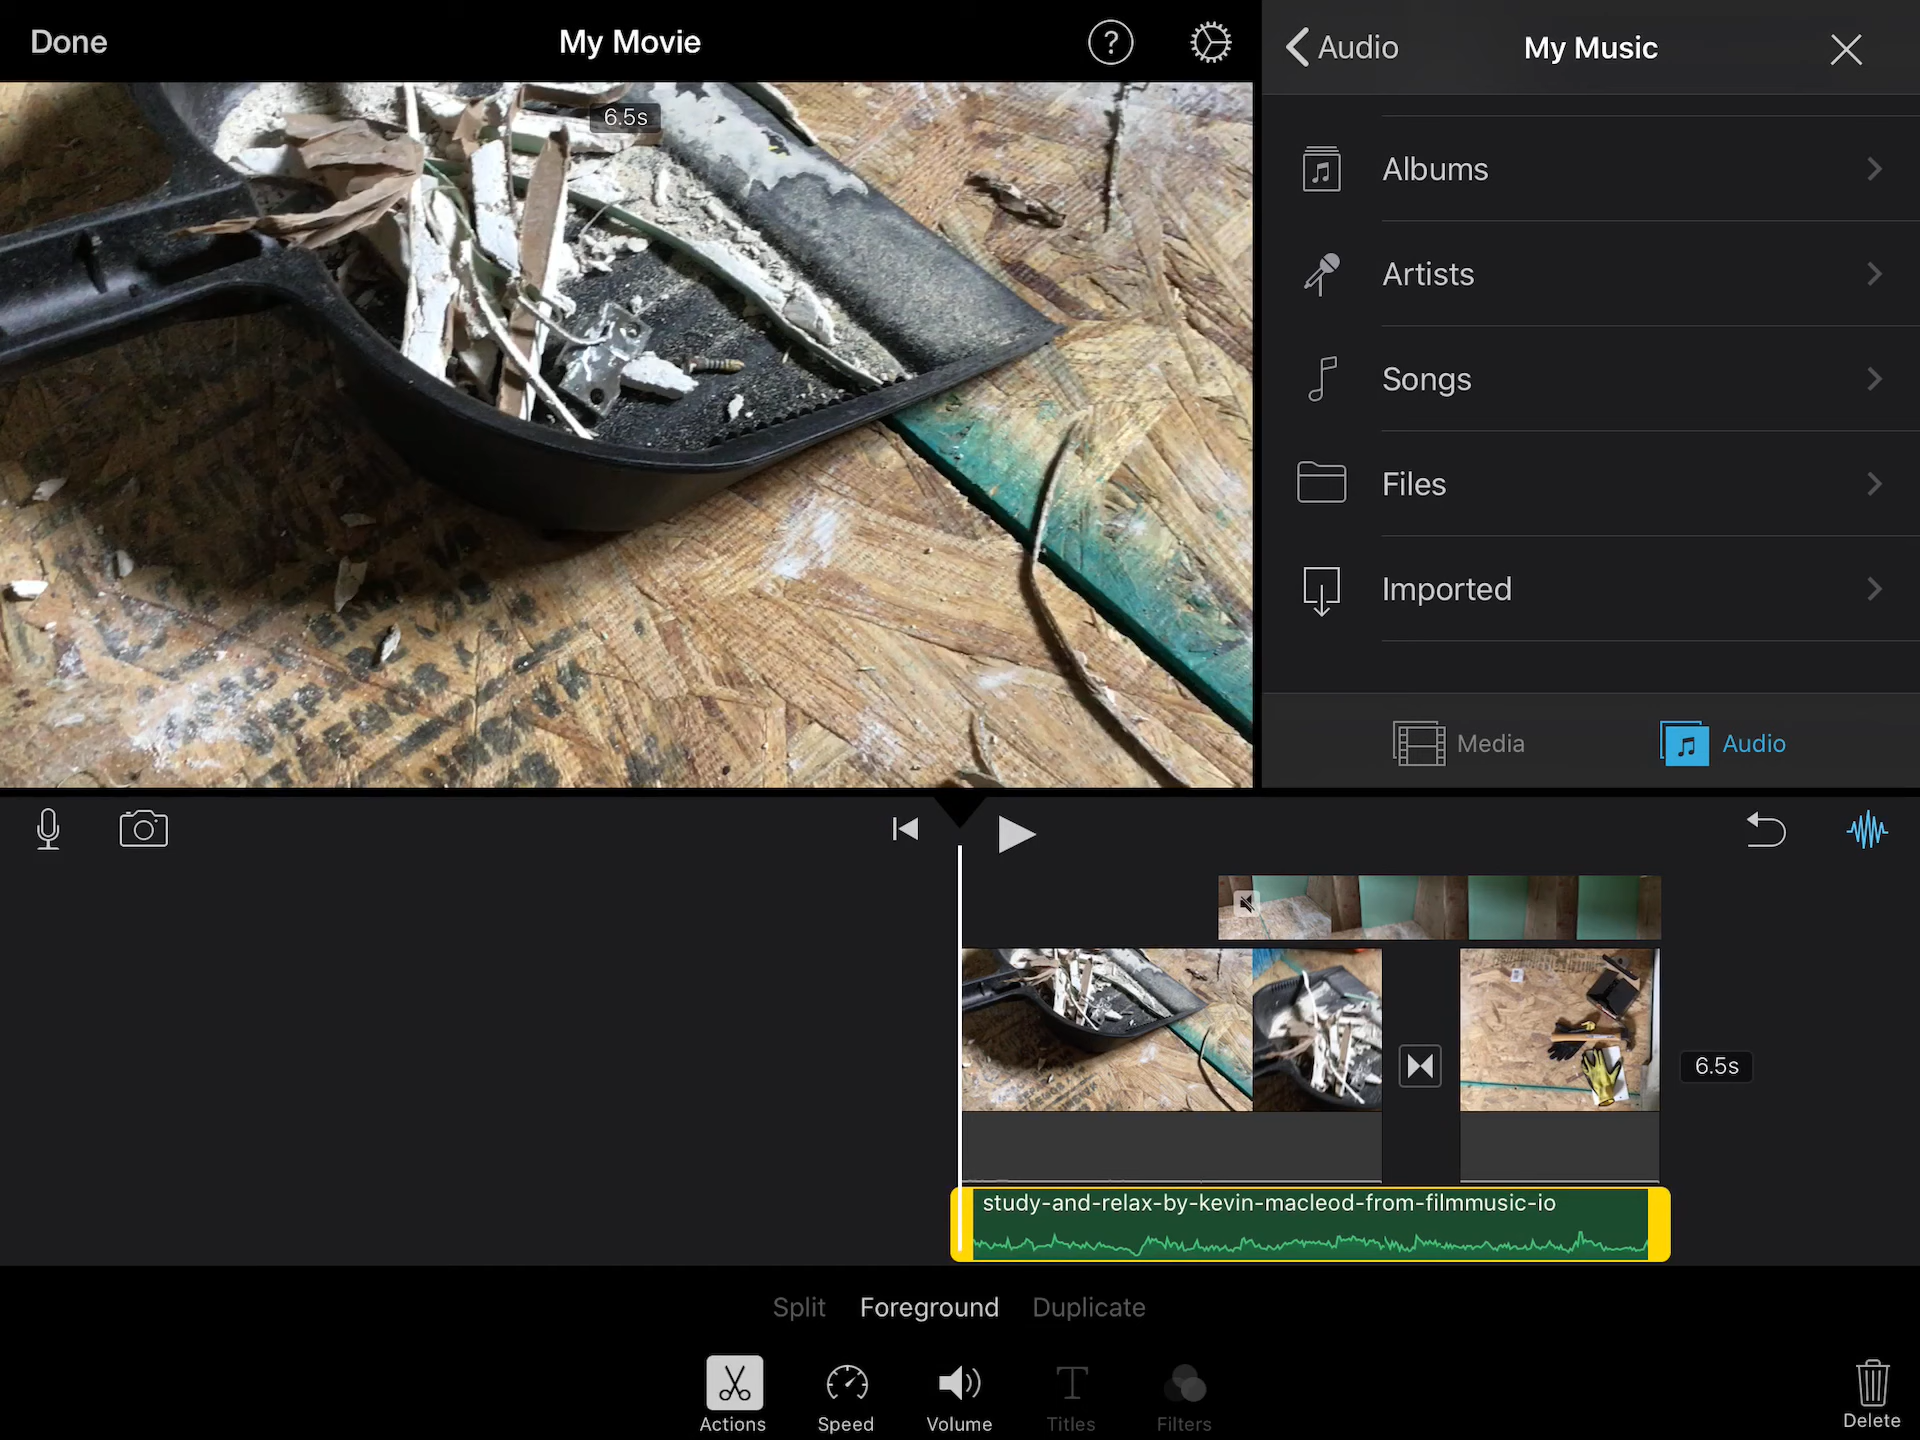 Done
My Movie
?
Audio
My Music
6.5s
Albums
Artists
Songs
Files
Imported
Media
Audio
6.5s
study-and-relax-by-kevin-macleod-from-filmmusic-io
Split
Foreground
Duplicate
Actions
Speed
Volume
Titles
Filters
Delete